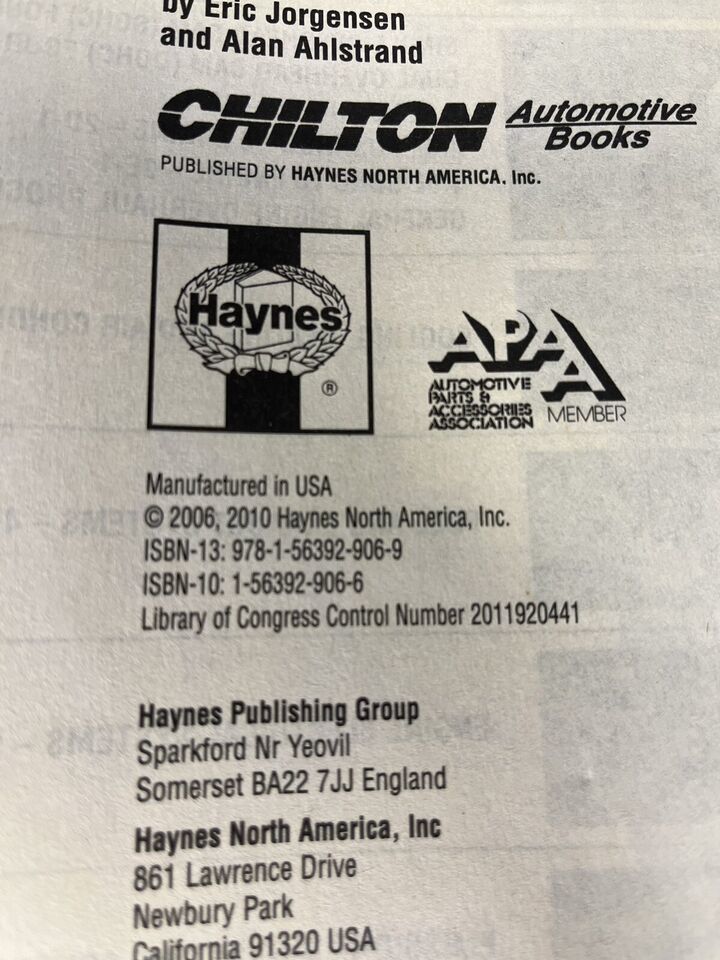 by Eric Jorgensen
and Alan Ahlstrand
CHILTON Automotive
Books
PUBLISHED BY HAYNES NORTH AMERICA. Inc.
Haynes
®
APAA
AUTOMOTIVE
PARTS &
ACCESSORIES
ASSOCIATION MEMBER
Manufactured in USA
© 2006, 2010 Haynes North America, Inc.
ISBN-13: 978-1-56392-906-9
ISBN-10: 1-56392-906-6
Library of Congress Control Number 2011920441
Haynes Publishing Group
Sparkford Nr Yeovil
Somerset BA22 7JJ England
Haynes North America, Inc
861 Lawrence Drive
Newbury Park
California 91320 USA